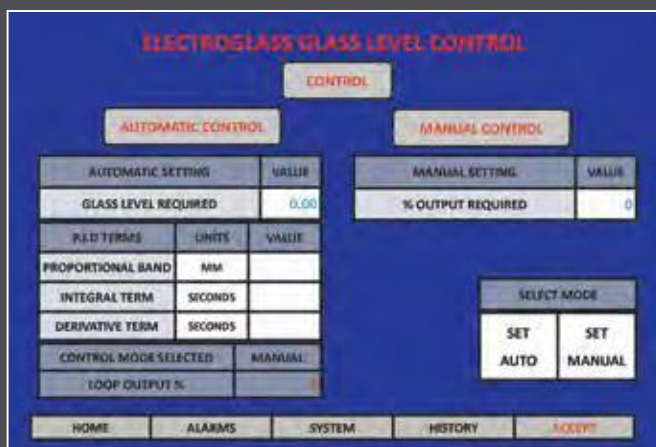 ELECTROGLASS GLASS LEVEL CONTROL
CONTROL
AUTOMATIC CONTROL
MANUAL CONTROL
AUTOMATIC SETTING VALUE
GLASS LEVEL REQUIRED 0.00
MANUAL SETTING VALUE
% OUTPUT REQUIRED 0
P.I.D TERMS UNITS VALUE
PROPORTIONAL BAND MM
INTEGRAL TERM SECONDS
DERIVATIVE TERM SECONDS
CONTROL MODE SELECTED MANUAL
LOOP OUTPUT %
SELECT MODE
SET AUTO
SET MANUAL
HOME ALARMS SYSTEM HISTORY ACCEPT